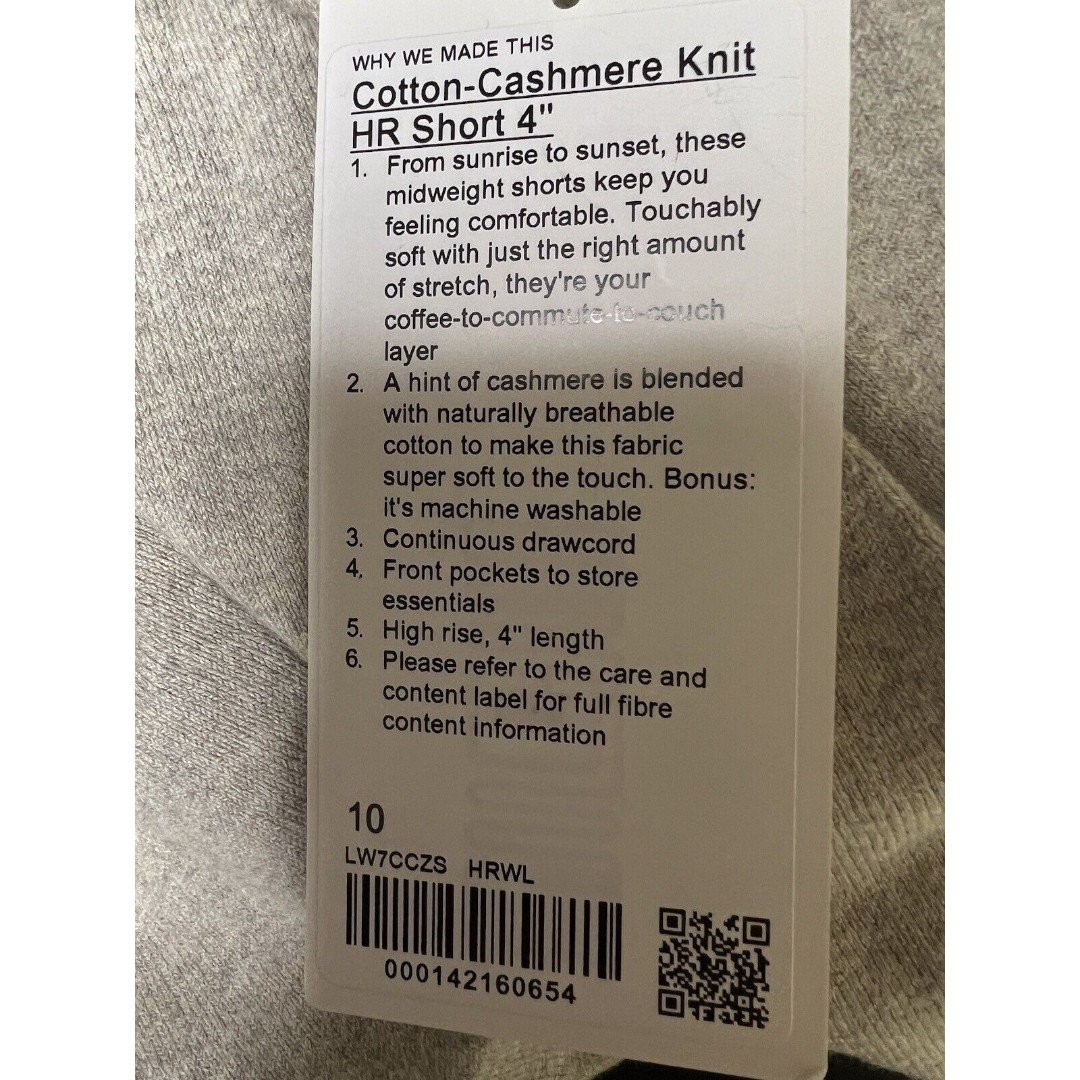 WHY WE MADE THIS
Cotton-Cashmere Knit
HR Short 4"
1. From sunrise to sunset, these
midweight shorts keep you
feeling comfortable. Touchably
soft with just the right amount
of stretch, they're your
coffee-to-commute-to-couch
layer
2. A hint of cashmere is blended
with naturally breathable
cotton to make this fabric
super soft to the touch. Bonus:
it's machine washable
3. Continuous drawcord
4. Front pockets to store
essentials
5. High rise, 4" length
6. Please refer to the care and
content label for full fibre
content information
10
LW7CCZS HRWL
000142160654